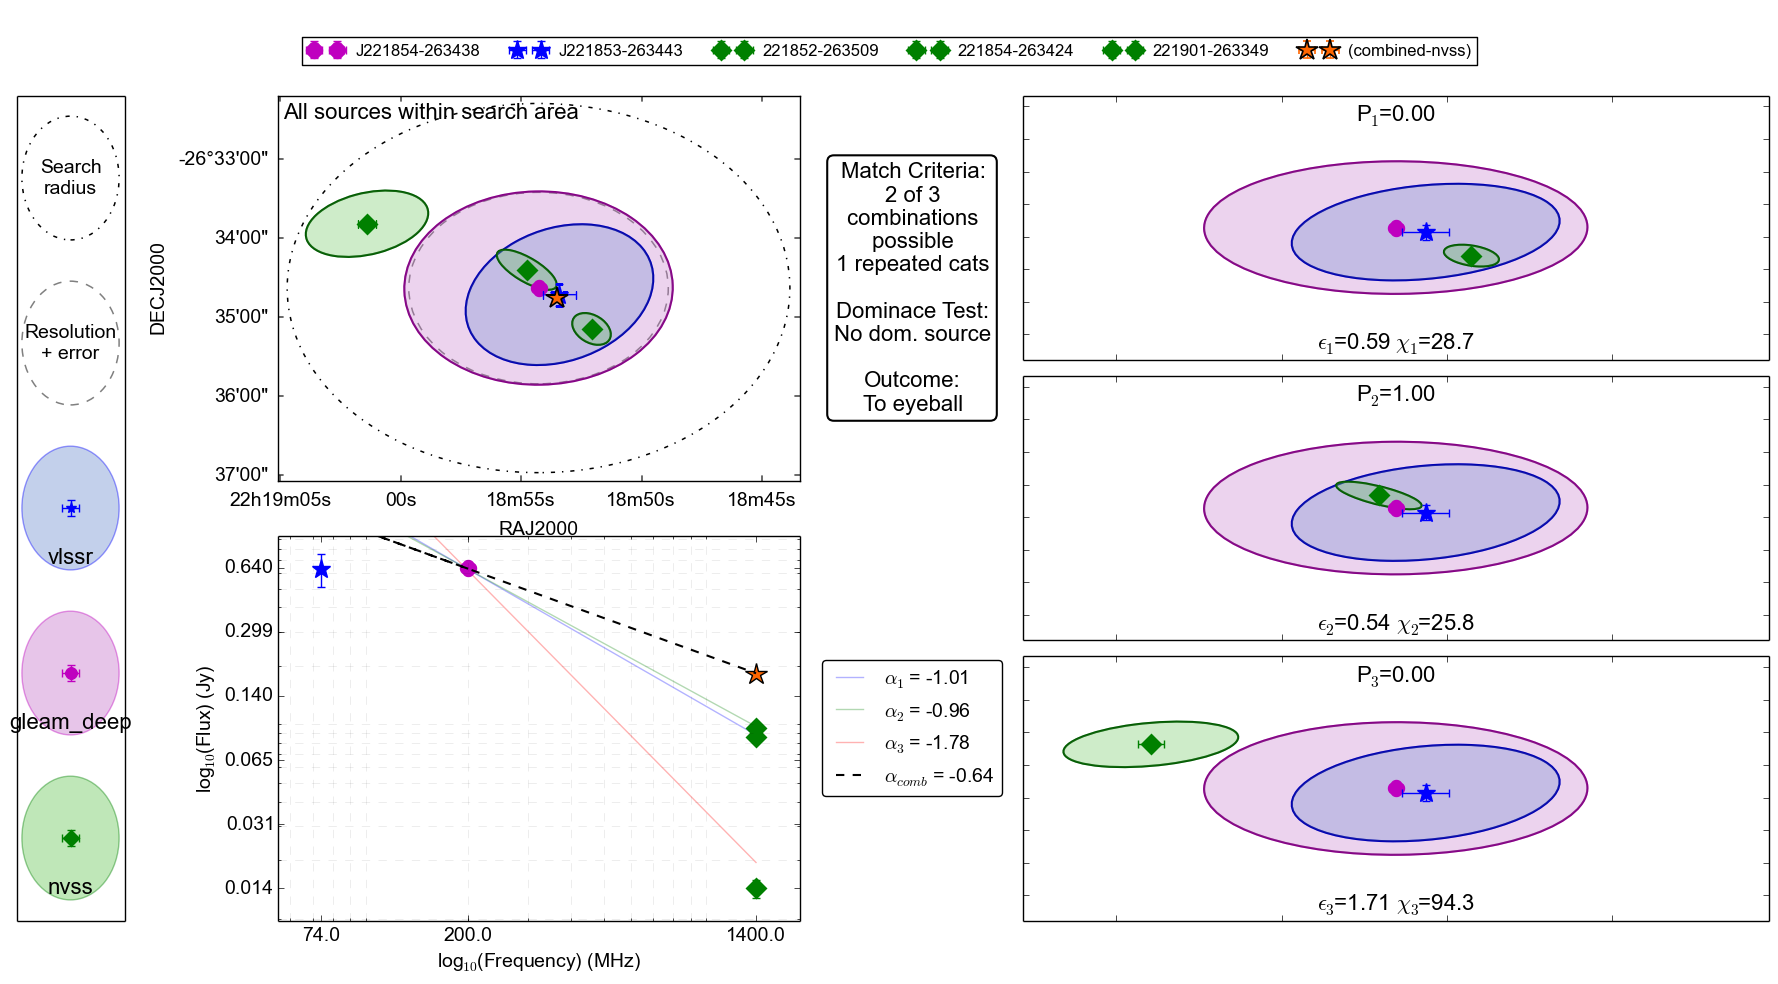 J221854-263438 J221853-263443 221852-263509 221854-263424 221901-263349 (combined-nvss)
Search
radius
Resolution
+ error
vlssr
gleam_deep
nvss
All sources within search area
DECJ2000
-26°33'00"
34'00"
35'00"
36'00"
37'00"
22h19m05s 00s 18m55s 18m50s 18m45s
RAJ2000
Match Criteria:
2 of 3
combinations
possible
1 repeated cats
Dominace Test:
No dom. source
Outcome:
To eyeball
log₁₀(Flux) (Jy)
0.640
0.299
0.140
0.065
0.031
0.014
74.0 200.0 1400.0
log₁₀(Frequency) (MHz)
α₁ = -1.01
α₂ = -0.96
α₃ = -1.78
α_comb = -0.64
P₁=0.00
ϵ₁=0.59 χ₁=28.7
P₂=1.00
ϵ₂=0.54 χ₂=25.8
P₃=0.00
ϵ₃=1.71 χ₃=94.3